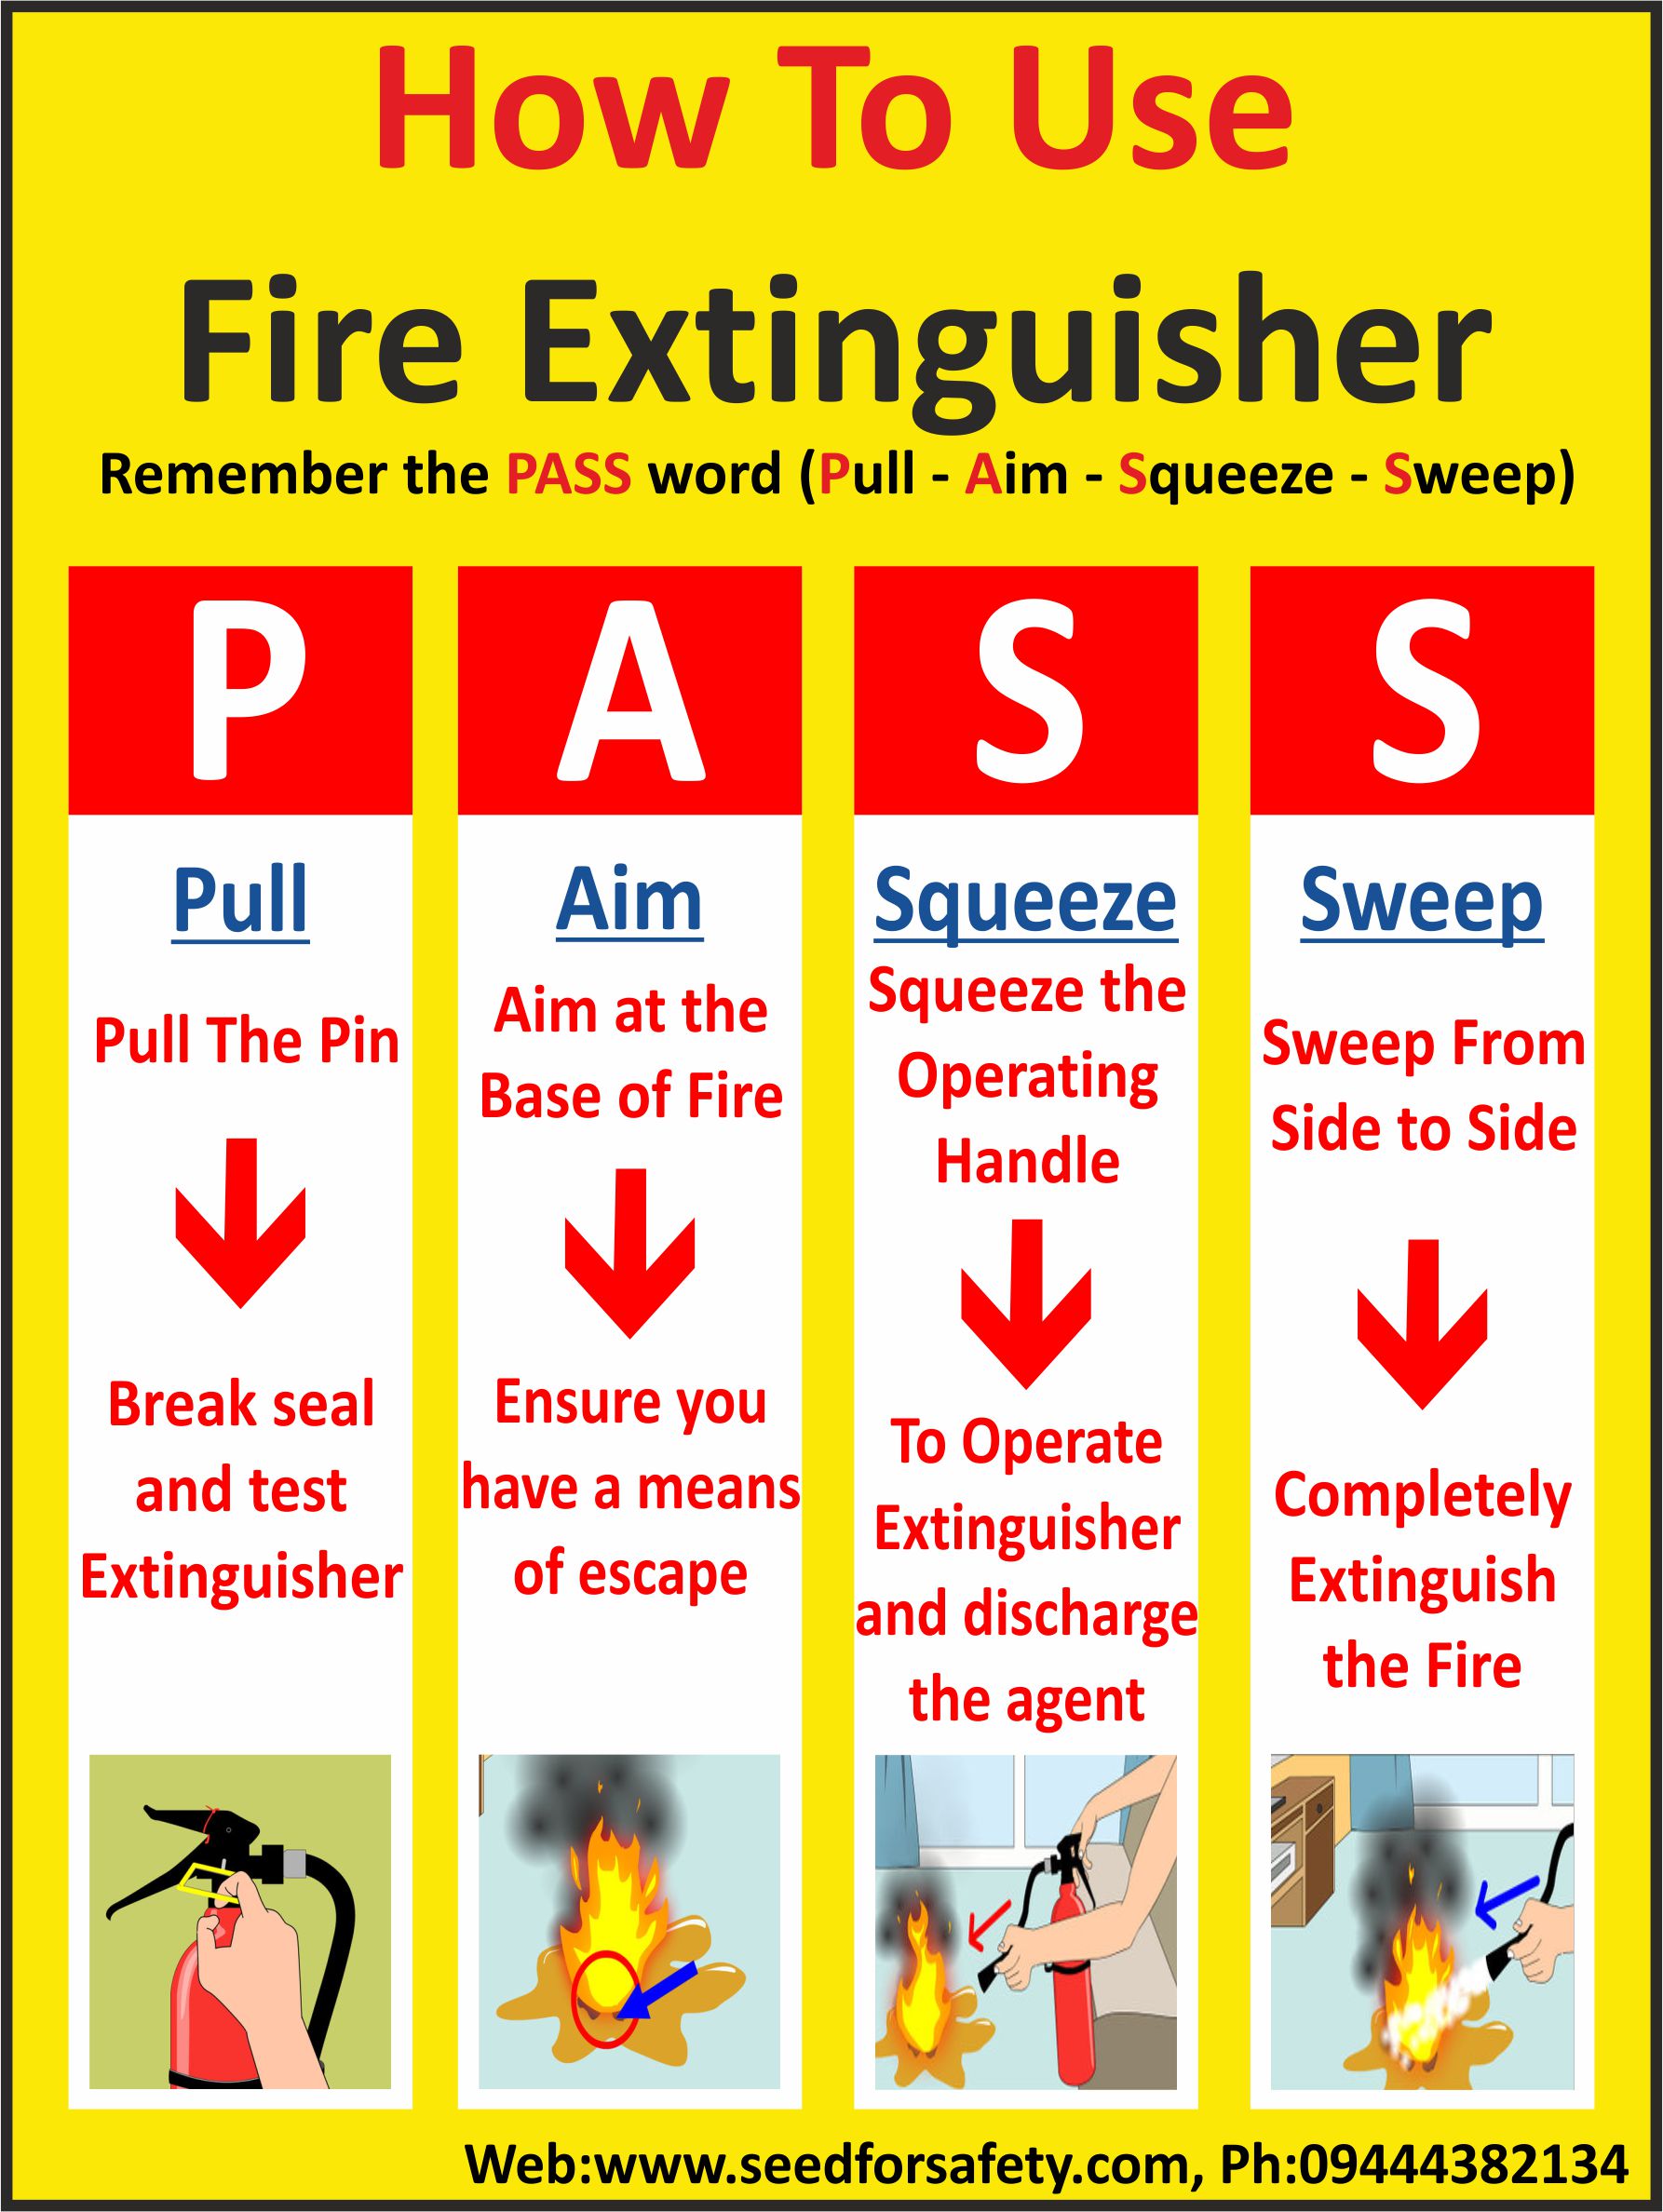 How To Use
Fire Extinguisher
Remember the PASS word (Pull - Aim - Squeeze - Sweep)
P
Pull
Pull The Pin
Break seal
and test
Extinguisher
A
Aim
Aim at the
Base of Fire
Ensure you
have a means
of escape
S
Squeeze
Squeeze the
Operating
Handle
To Operate
Extinguisher
and discharge
the agent
S
Sweep
Sweep From
Side to Side
Completely
Extinguish
the Fire
Web:www.seedforsafety.com, Ph:09444382134